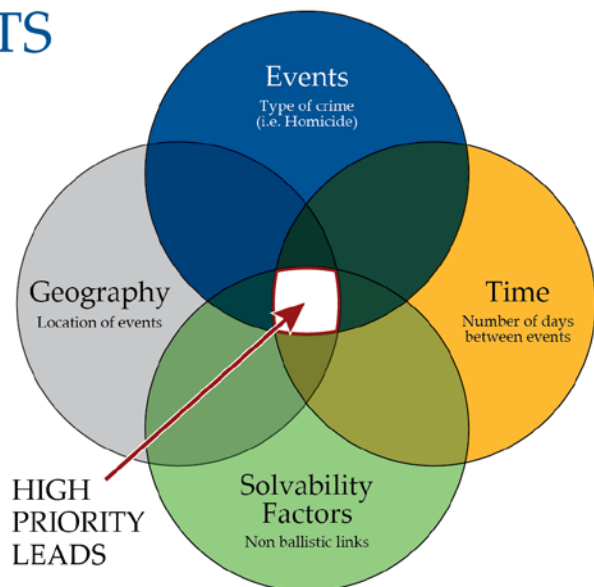 TS
Events
Type of crime
(i.e. Homicide)
Geography
Location of events
Time
Number of days
between events
Solvability
Factors
Non ballistic links
HIGH
PRIORITY
LEADS